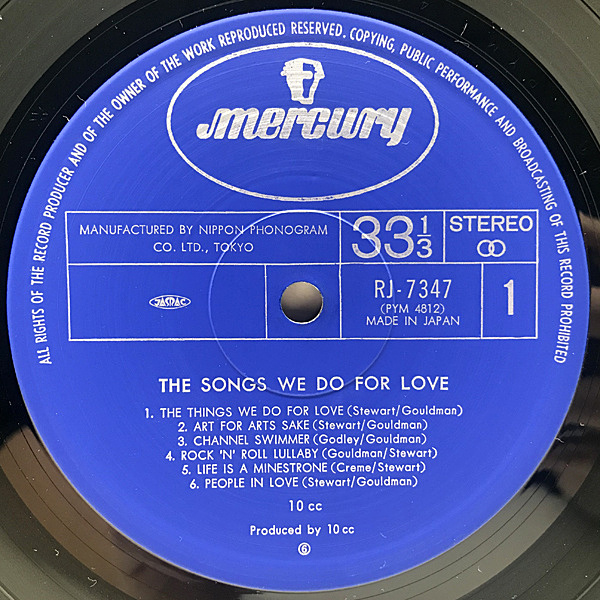 ALL RIGHTS OF THE RECORD PRODUCER AND OF THE OWNER OF THE WORK REPRODUCED RESERVED. COPYING, PUBLIC PERFORMANCE AND BROADCASTING OF THIS RECORD PROHIBITED
mercury
MANUFACTURED BY NIPPON PHONOGRAM
CO. LTD., TOKYO
33 1/3
STEREO
JASRAC
RJ-7347
(PYM 4812)
MADE IN JAPAN
1
THE SONGS WE DO FOR LOVE
1. THE THINGS WE DO FOR LOVE (Stewart/Gouldman)
2. ART FOR ARTS SAKE (Stewart/Gouldman)
3. CHANNEL SWIMMER (Godley/Gouldman)
4. ROCK 'N' ROLL LULLABY (Gouldman/Stewart)
5. LIFE IS A MINESTRONE (Creme/Stewart)
6. PEOPLE IN LOVE (Stewart/Gouldman)
10 cc
Produced by 10 cc
⑥